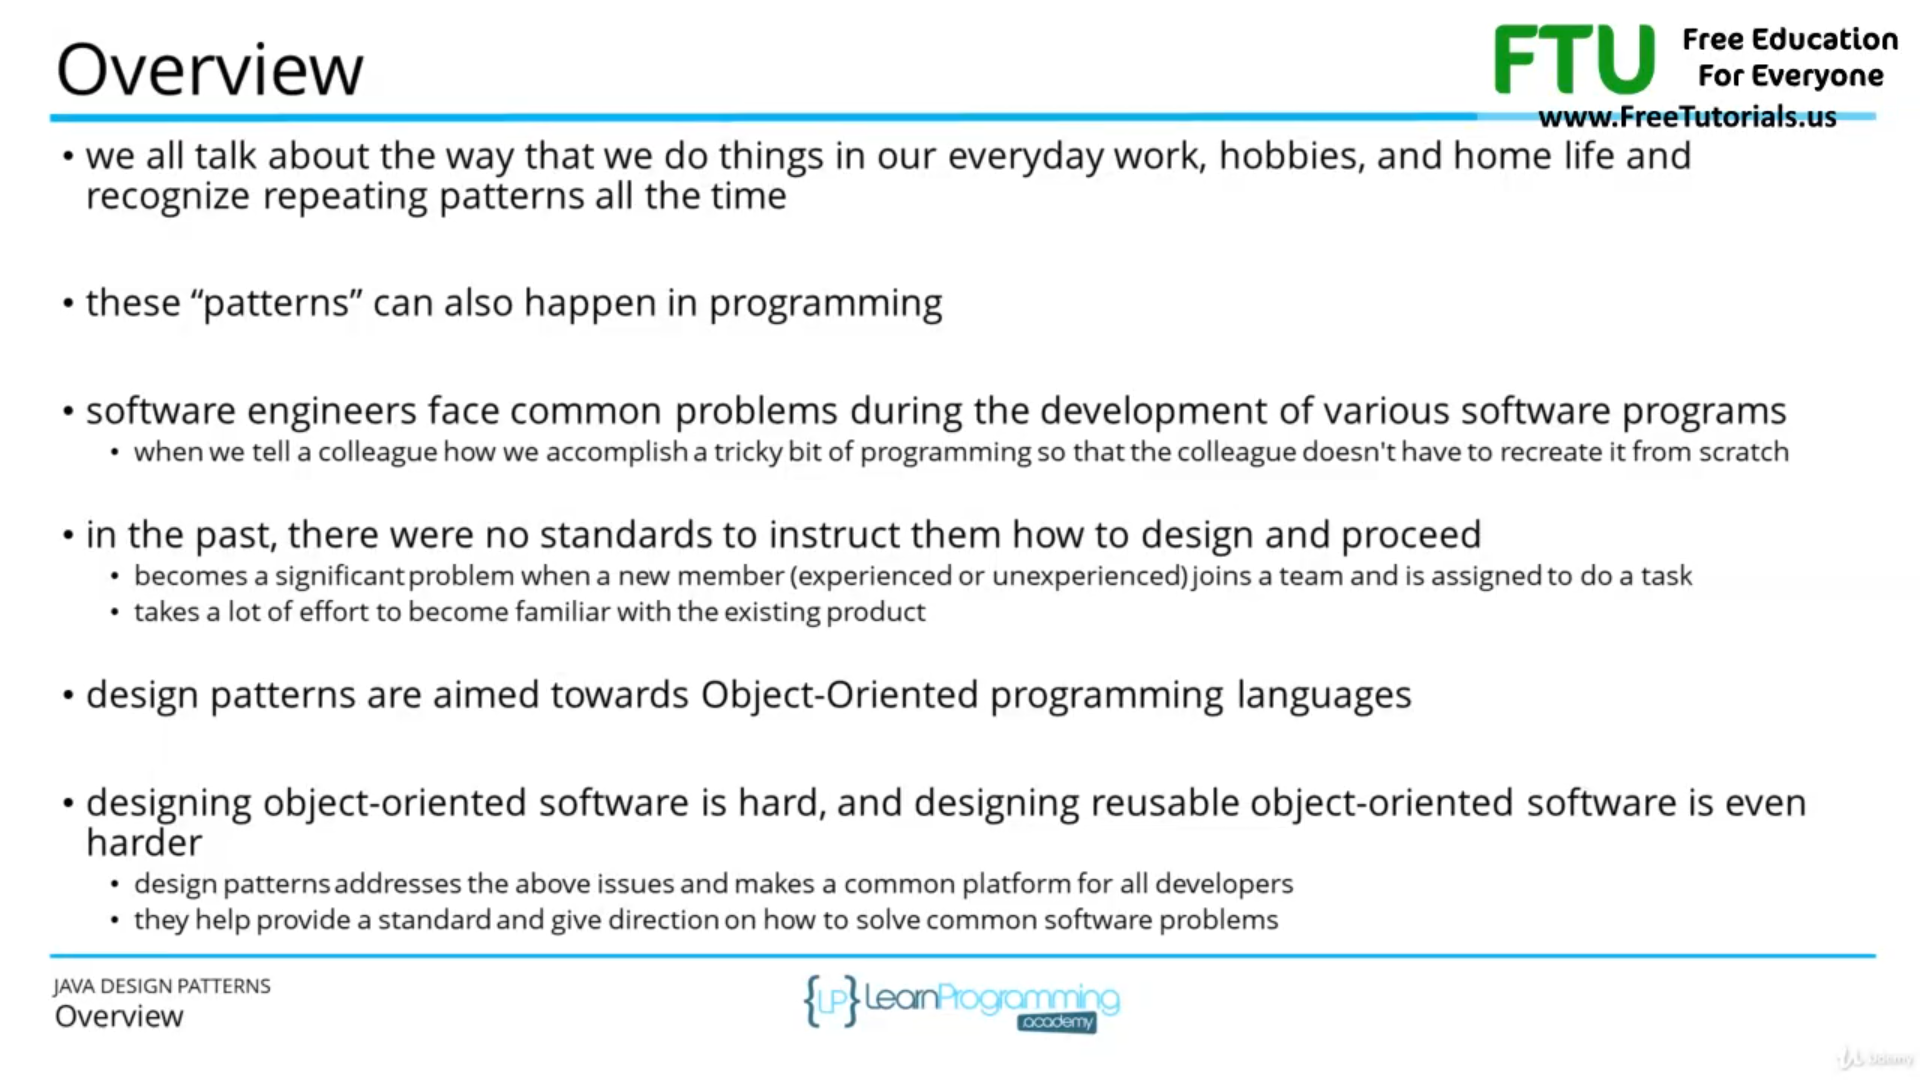 Overview
FTU
Free Education
For Everyone
www.FreeTutorials.us
• we all talk about the way that we do things in our everyday work, hobbies, and home life and
recognize repeating patterns all the time
• these “patterns” can also happen in programming
• software engineers face common problems during the development of various software programs
• when we tell a colleague how we accomplish a tricky bit of programming so that the colleague doesn't have to recreate it from scratch
• in the past, there were no standards to instruct them how to design and proceed
• becomes a significant problem when a new member (experienced or unexperienced) joins a team and is assigned to do a task
• takes a lot of effort to become familiar with the existing product
• design patterns are aimed towards Object-Oriented programming languages
• designing object-oriented software is hard, and designing reusable object-oriented software is even
harder
• design patterns addresses the above issues and makes a common platform for all developers
• they help provide a standard and give direction on how to solve common software problems
JAVA DESIGN PATTERNS
Overview
{LP} LearnProgramming
academy
Udemy